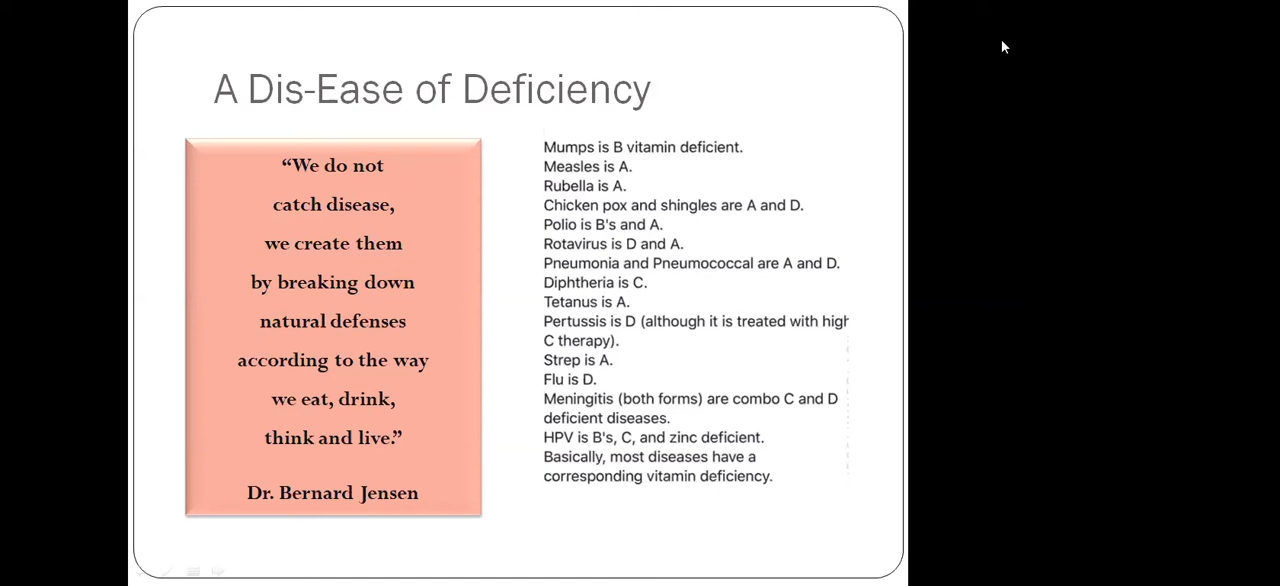 A Dis-Ease of Deficiency
“We do not
catch disease,
we create them
by breaking down
natural defenses
according to the way
we eat, drink,
think and live.”
Dr. Bernard Jensen
Mumps is B vitamin deficient.
Measles is A.
Rubella is A.
Chicken pox and shingles are A and D.
Polio is B's and A.
Rotavirus is D and A.
Pneumonia and Pneumococcal are A and D.
Diphtheria is C.
Tetanus is A.
Pertussis is D (although it is treated with high
C therapy).
Strep is A.
Flu is D.
Meningitis (both forms) are combo C and D
deficient diseases.
HPV is B's, C, and zinc deficient.
Basically, most diseases have a
corresponding vitamin deficiency.